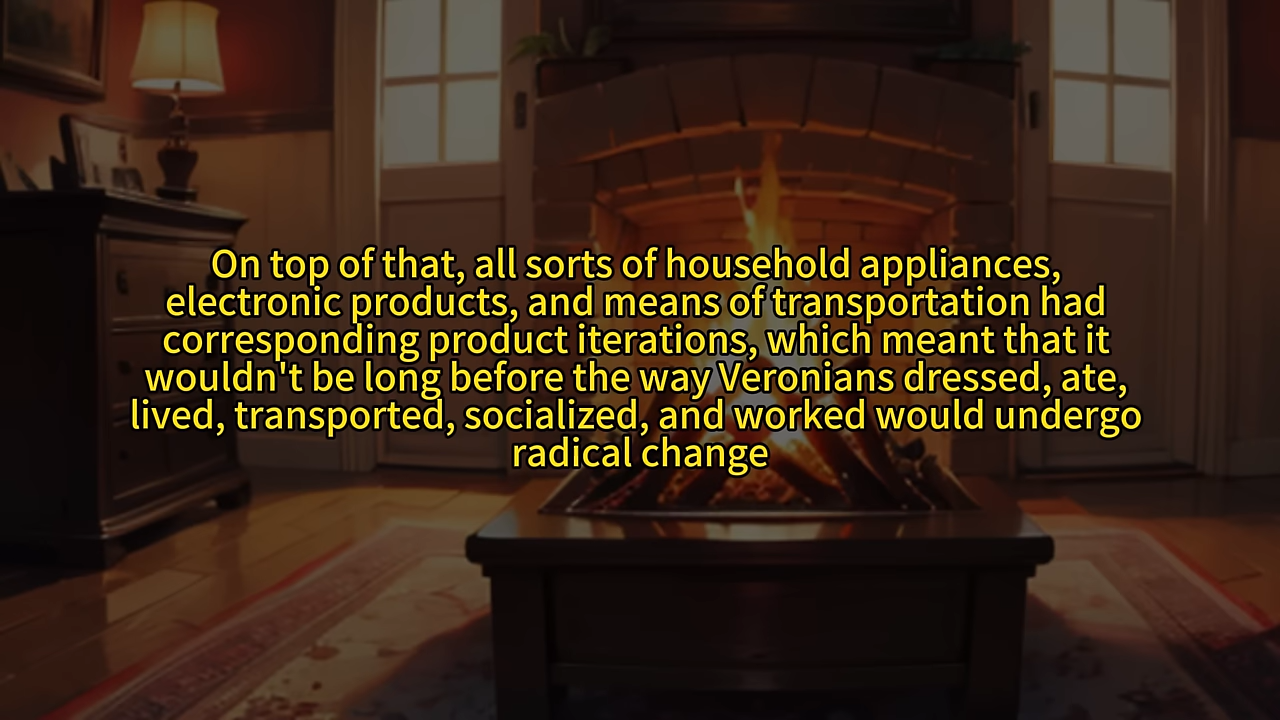 On top of that, all sorts of household appliances,
electronic products, and means of transportation had
corresponding product iterations, which meant that it
wouldn't be long before the way Veronians dressed, ate,
lived, transported, socialized, and worked would undergo
radical change